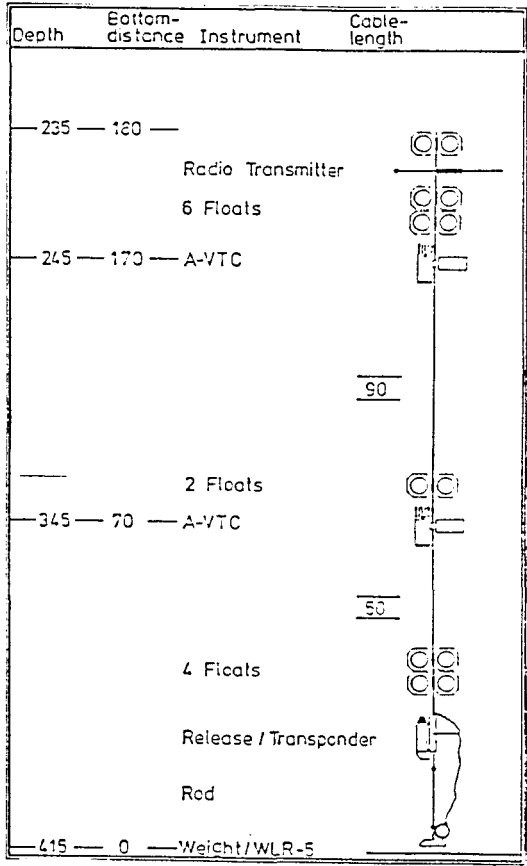 Depth Bottom-distance Instrument Cable-length
235 180
Radio Transmitter
6 Floats
245 170 A-VTC
90
2 Floats
345 70 A-VTC
50
4 Floats
Release / Transponder
Rod
415 0 Weight/WLR-5